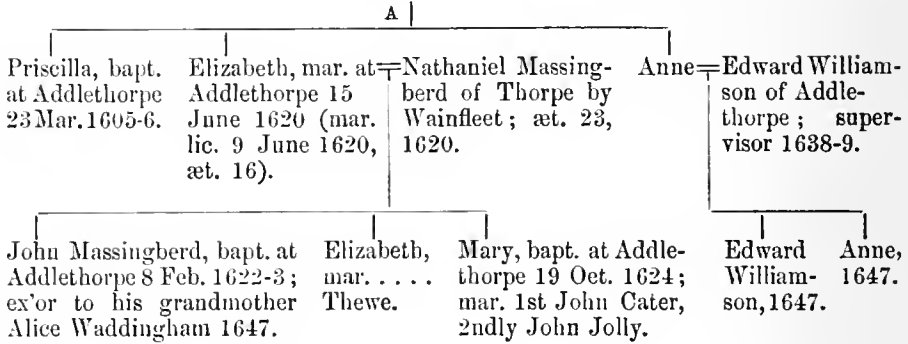 A
Priscilla, bapt.
at Addlethorpe
23 Mar. 1605-6.
Elizabeth, mar. at
Addlethorpe 15
June 1620 (mar.
lic. 9 June 1620,
æt. 16).
Nathaniel Massing-
berd of Thorpe by
Wainfleet; æt. 23,
1620.
Anne
Edward William-
son of Addle-
thorpe; super-
visor 1638-9.
John Massingberd, bapt. at
Addlethorpe 8 Feb. 1622-3;
ex'or to his grandmother
Alice Waddingham 1647.
Elizabeth,
mar. . . . .
Thewe.
Mary, bapt. at Addle-
thorpe 19 Oct. 1624;
mar. 1st John Cater,
2ndly John Jolly.
Edward
William-
son, 1647.
Anne,
1647.